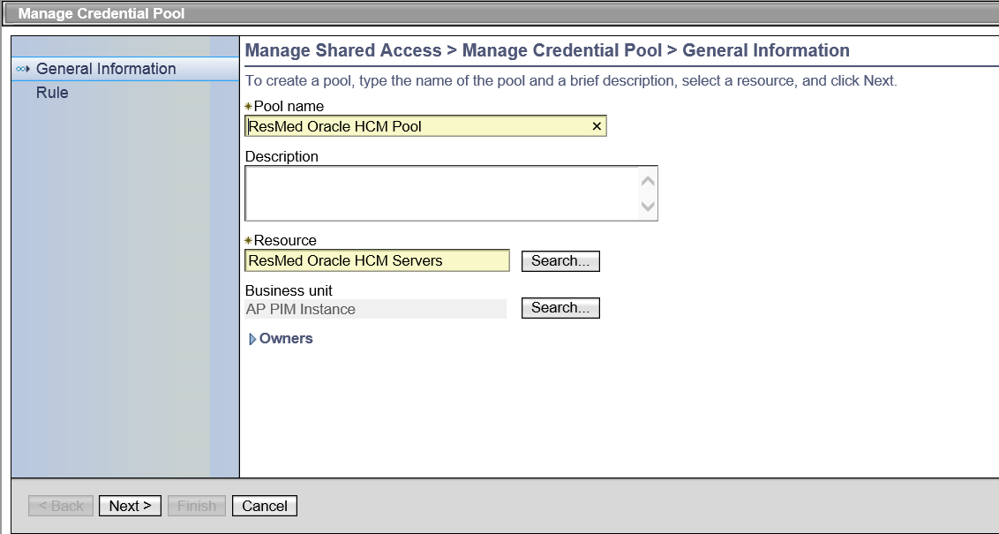 Manage Credential Pool
General Information
Rule
Manage Shared Access > Manage Credential Pool > General Information
To create a pool, type the name of the pool and a brief description, select a resource, and click Next.
*Pool name
ResMed Oracle HCM Pool
Description
*Resource
ResMed Oracle HCM Servers Search...
Business unit
AP PIM Instance Search...
Owners
< Back Next > Finish Cancel